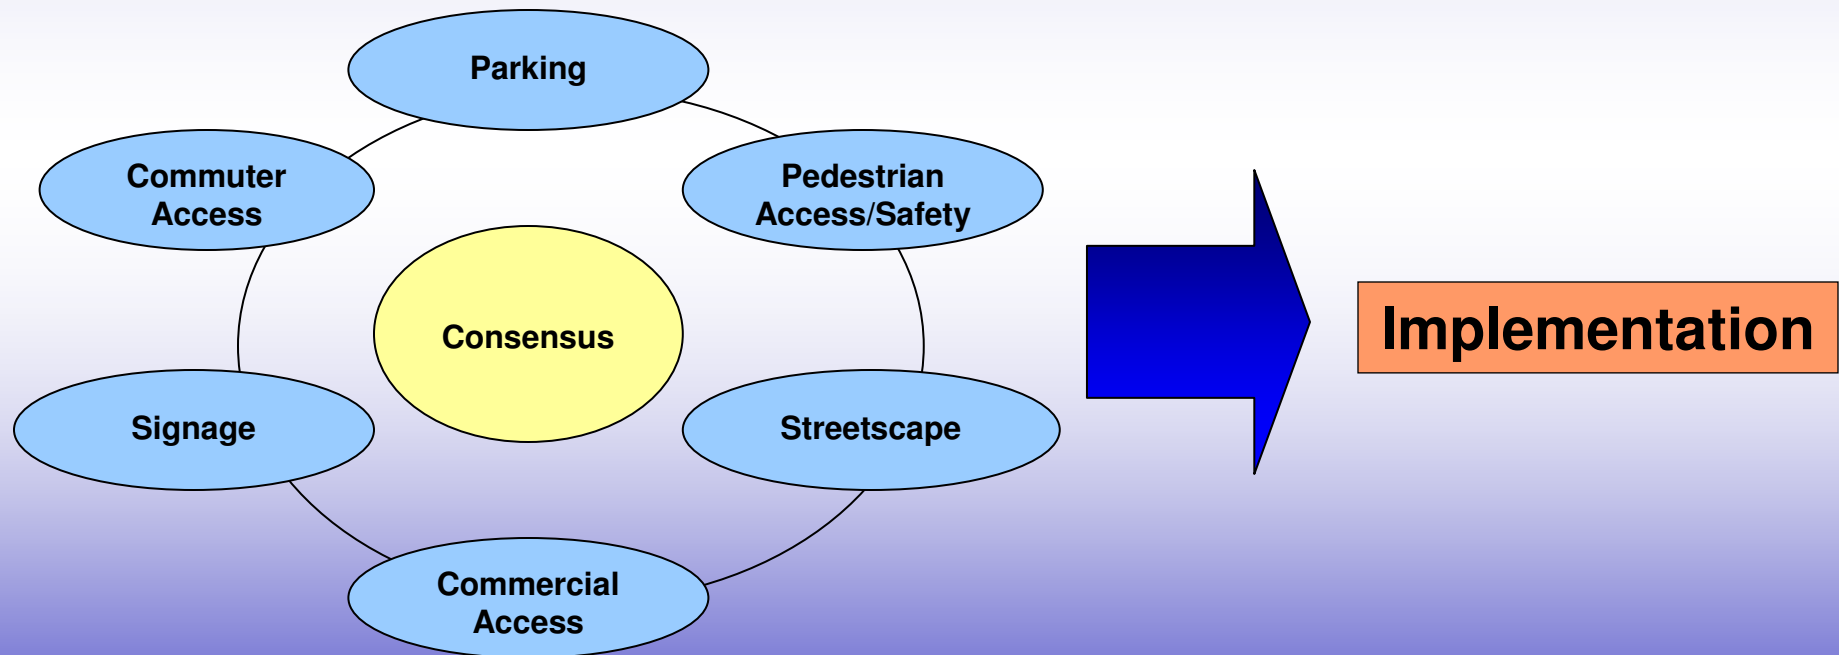 Parking
Commuter
Access
Pedestrian
Access/Safety
Consensus
Implementation
Signage
Streetscape
Commercial
Access